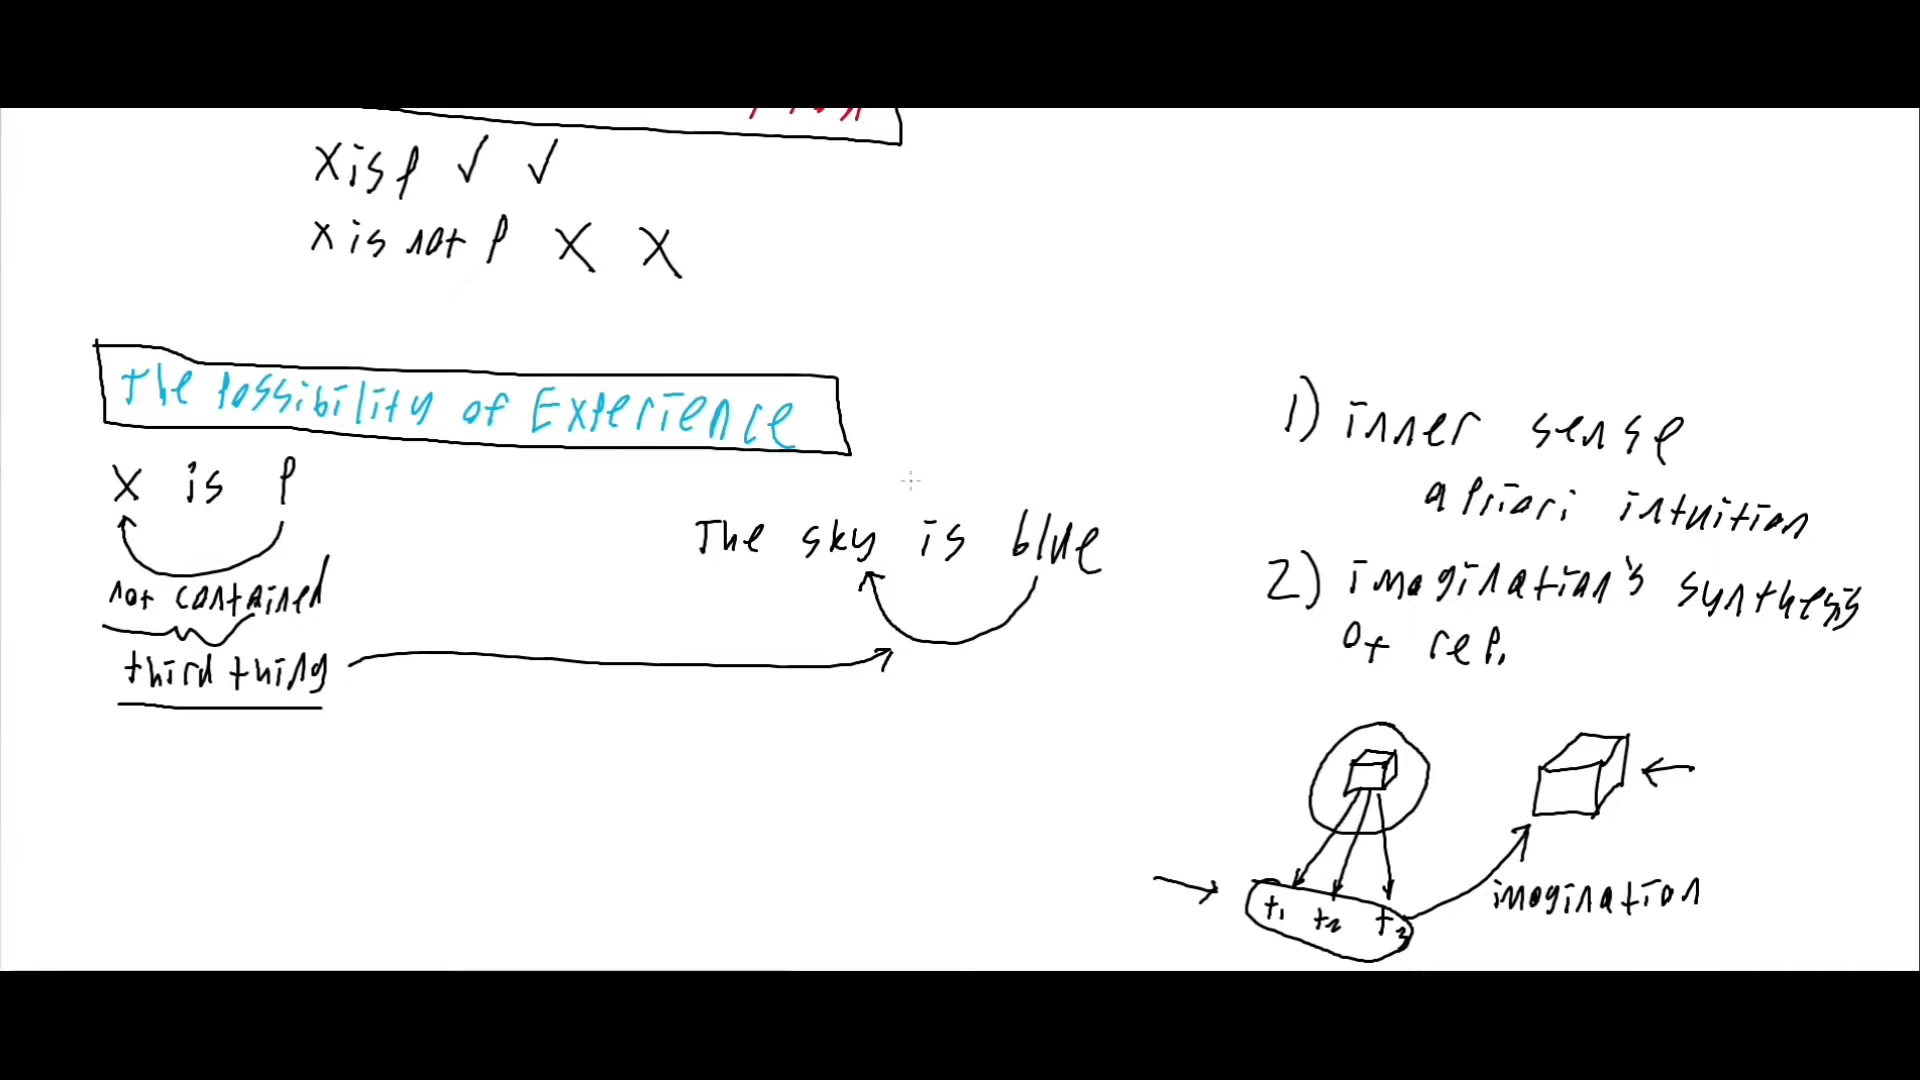 X is P ✓ ✓
X is not P X X
The Possibility of Experience
X is P
not contained
third thing
The sky is blue
1) inner sense
a priori intuition
2) imagination's synthesis
of rep.
t1 t2 t3
imagination